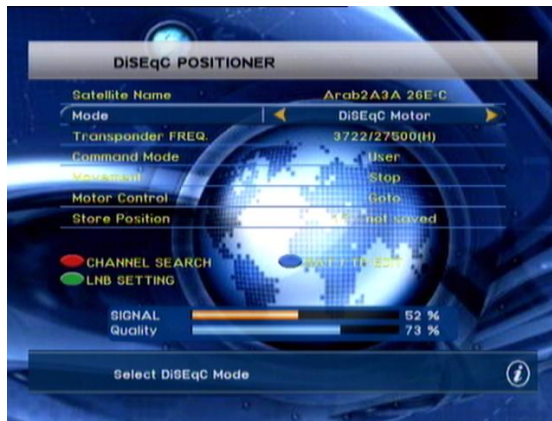 DiSEqC POSITIONER
Satellite Name Arab2A3A 26E-C
Mode DiSEqC Motor
Transponder FREQ. 3722/27500(H)
Command Mode User
Movement Stop
Motor Control Goto
Store Position not saved
CHANNEL SEARCH
LNB SETTING
SIGNAL 52 %
Quality 73 %
Select DiSEqC Mode
i